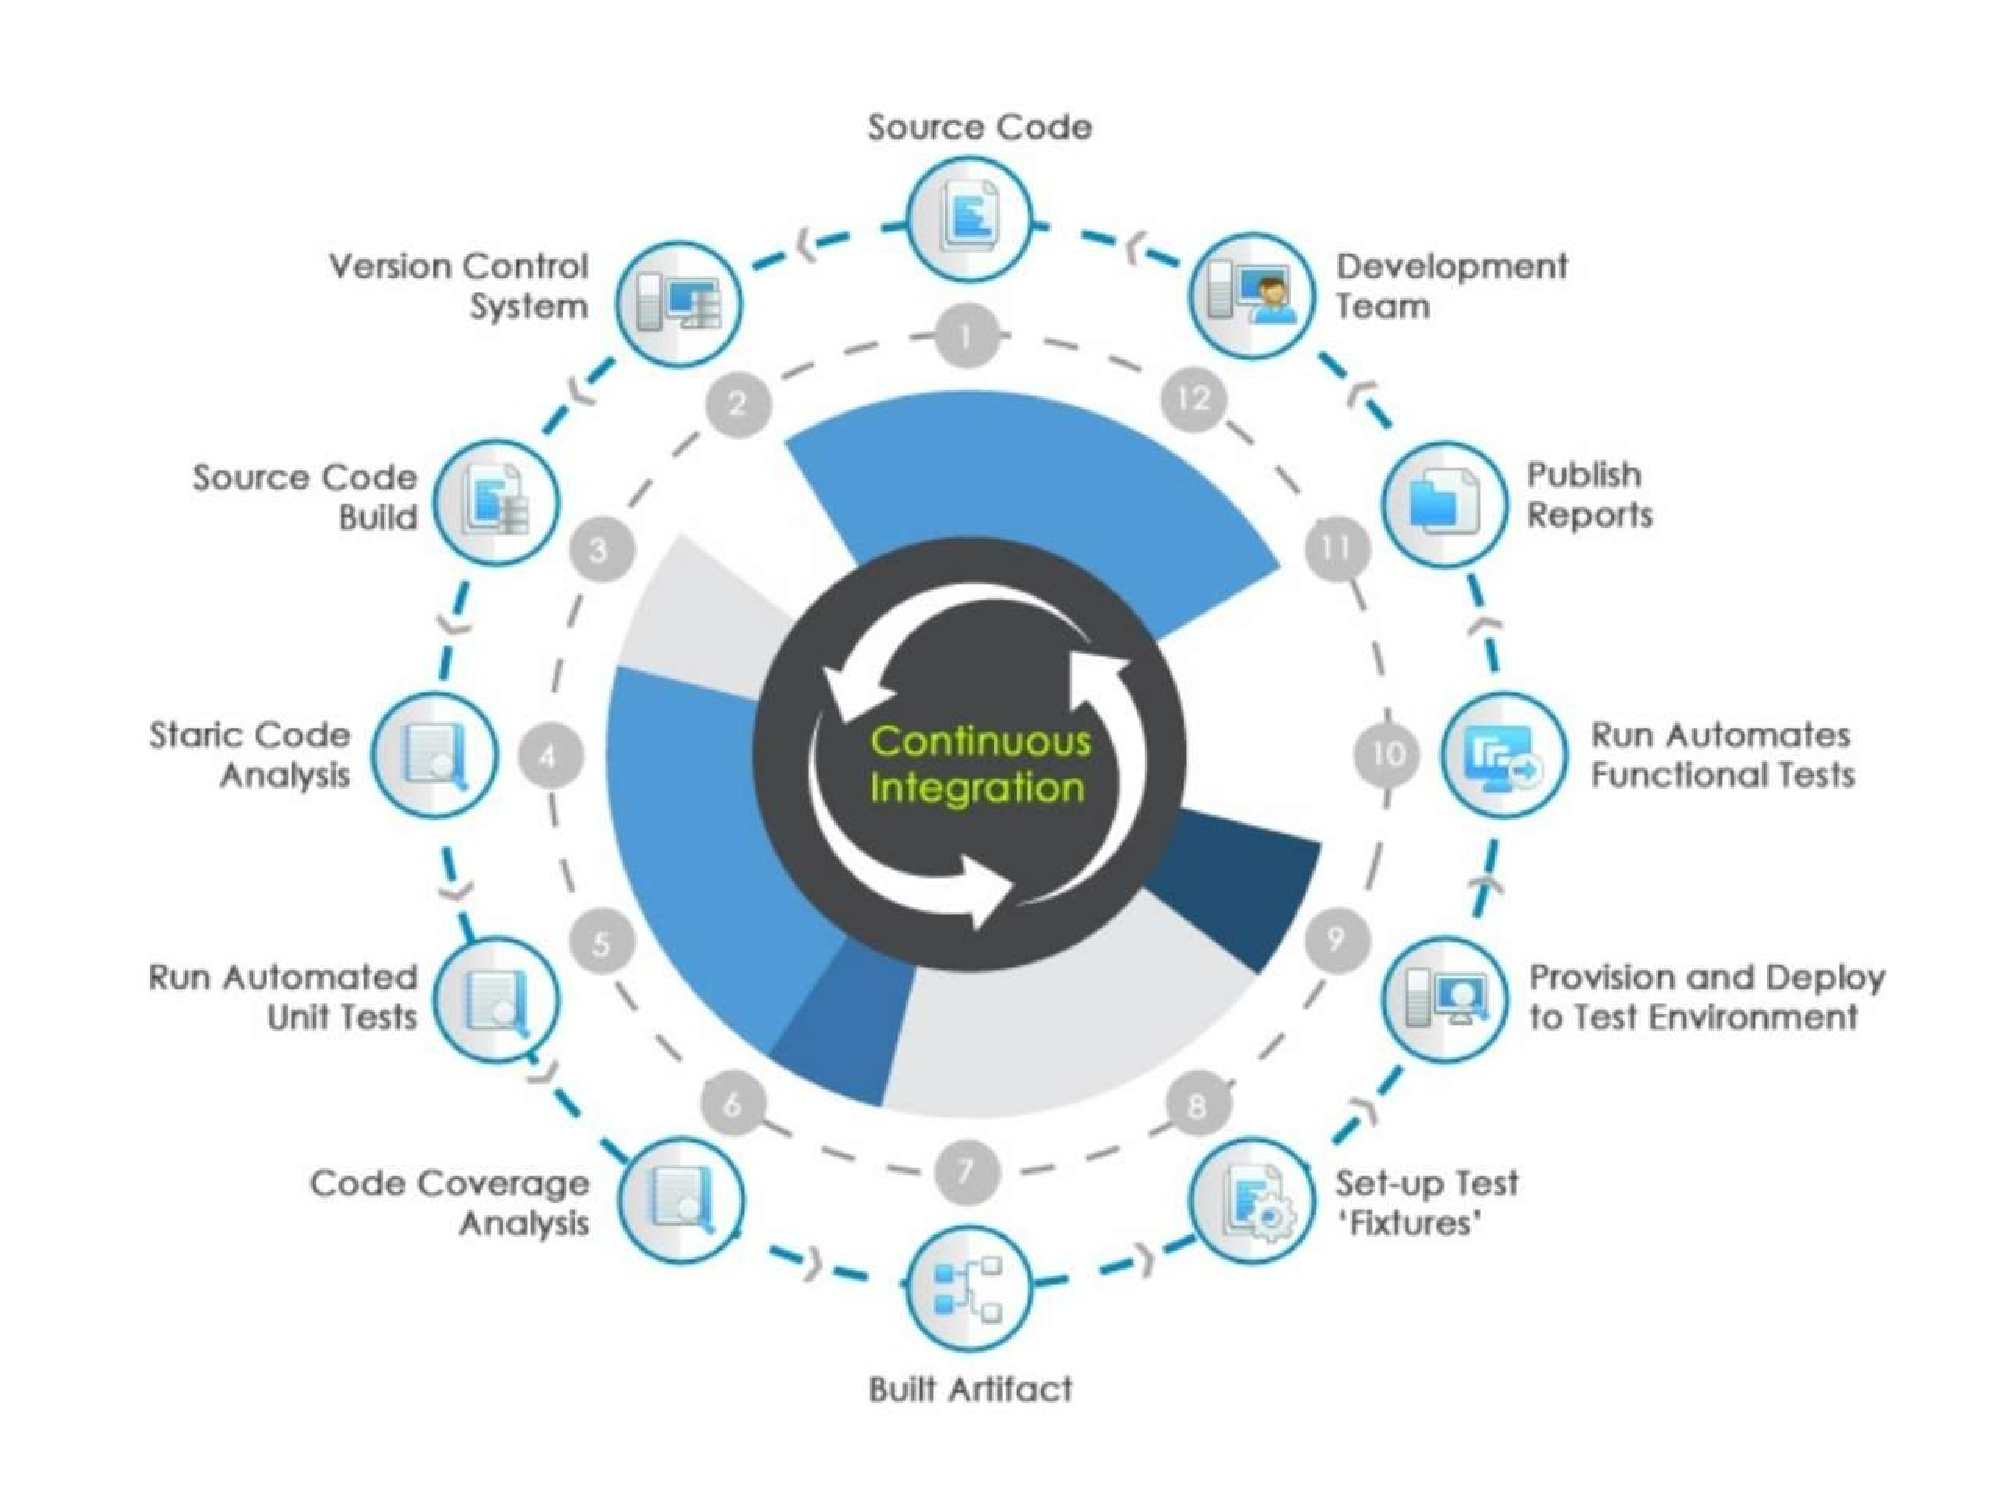 Source Code
1
Version Control
System
2
Source Code
Build
3
Staric Code
Analysis
4
Run Automated
Unit Tests
5
Code Coverage
Analysis
6
Built Artifact
7
Set-up Test
‘Fixtures’
8
Provision and Deploy
to Test Environment
9
Run Automates
Functional Tests
10
Publish
Reports
11
Development
Team
12
Continuous
Integration